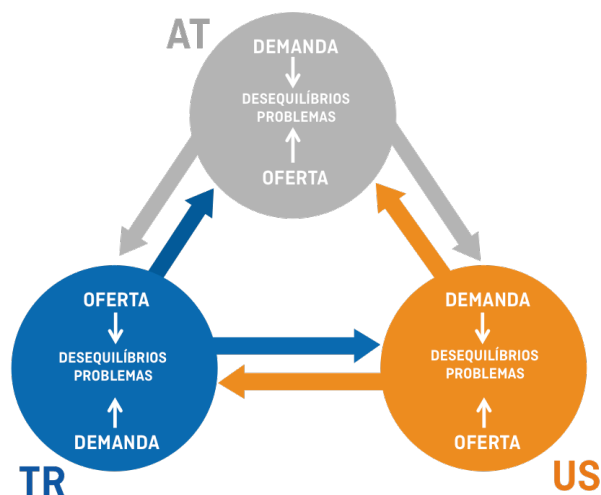 AT
DEMANDA
DESEQUILÍBRIOS
PROBLEMAS
OFERTA
OFERTA
DESEQUILÍBRIOS
PROBLEMAS
DEMANDA
TR
DEMANDA
DESEQUILÍBRIOS
PROBLEMAS
OFERTA
US